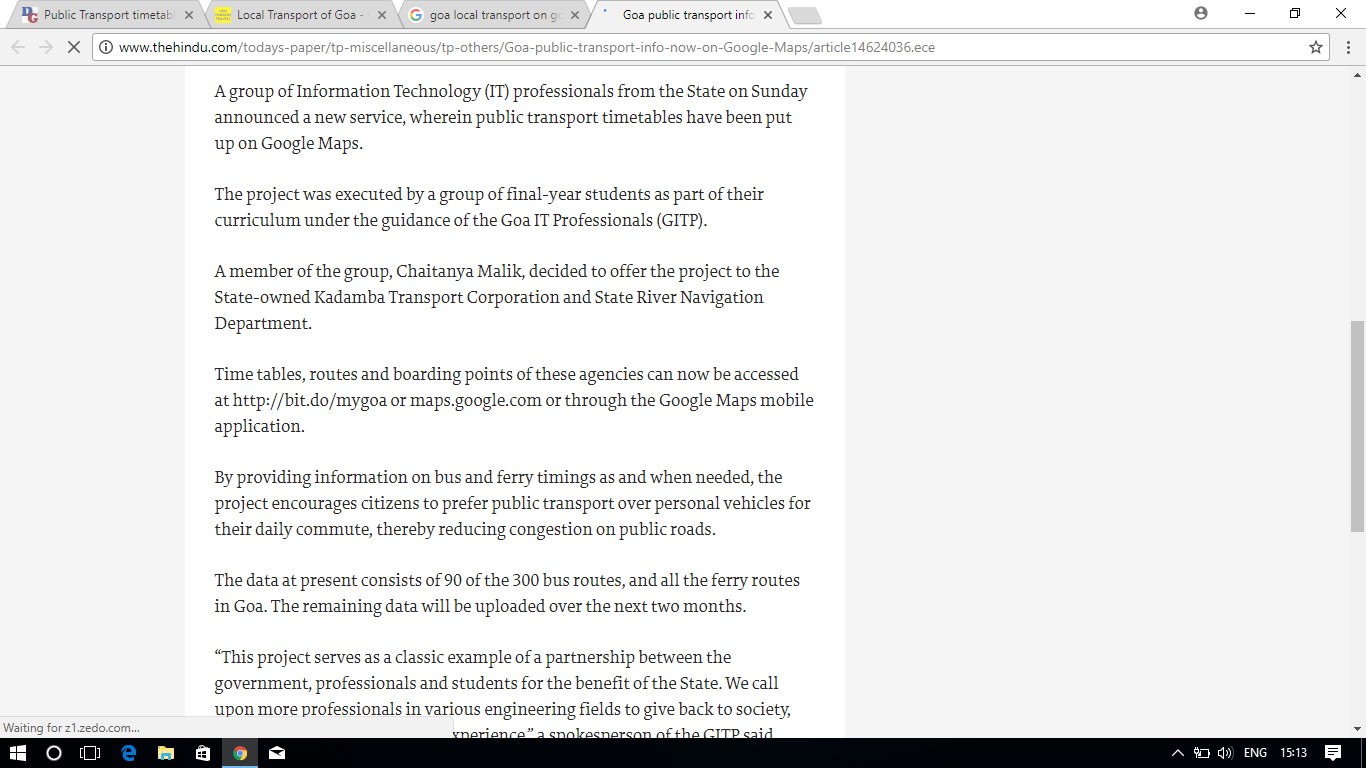 Public Transport timetabl
Local Transport of Goa -
goa local transport on go
Goa public transport info
www.thehindu.com/todays-paper/tp-miscellaneous/tp-others/Goa-public-transport-info-now-on-Google-Maps/article14624036.ece
A group of Information Technology (IT) professionals from the State on Sunday
announced a new service, wherein public transport timetables have been put
up on Google Maps.
The project was executed by a group of final-year students as part of their
curriculum under the guidance of the Goa IT Professionals (GITP).
A member of the group, Chaitanya Malik, decided to offer the project to the
State-owned Kadamba Transport Corporation and State River Navigation
Department.
Time tables, routes and boarding points of these agencies can now be accessed
at http://bit.do/mygoa or maps.google.com or through the Google Maps mobile
application.
By providing information on bus and ferry timings as and when needed, the
project encourages citizens to prefer public transport over personal vehicles for
their daily commute, thereby reducing congestion on public roads.
The data at present consists of 90 of the 300 bus routes, and all the ferry routes
in Goa. The remaining data will be uploaded over the next two months.
“This project serves as a classic example of a partnership between the
government, professionals and students for the benefit of the State. We call
upon more professionals in various engineering fields to give back to society,
xperience,” a spokesperson of the GITP said
Waiting for z1.zedo.com...
ENG 15:13